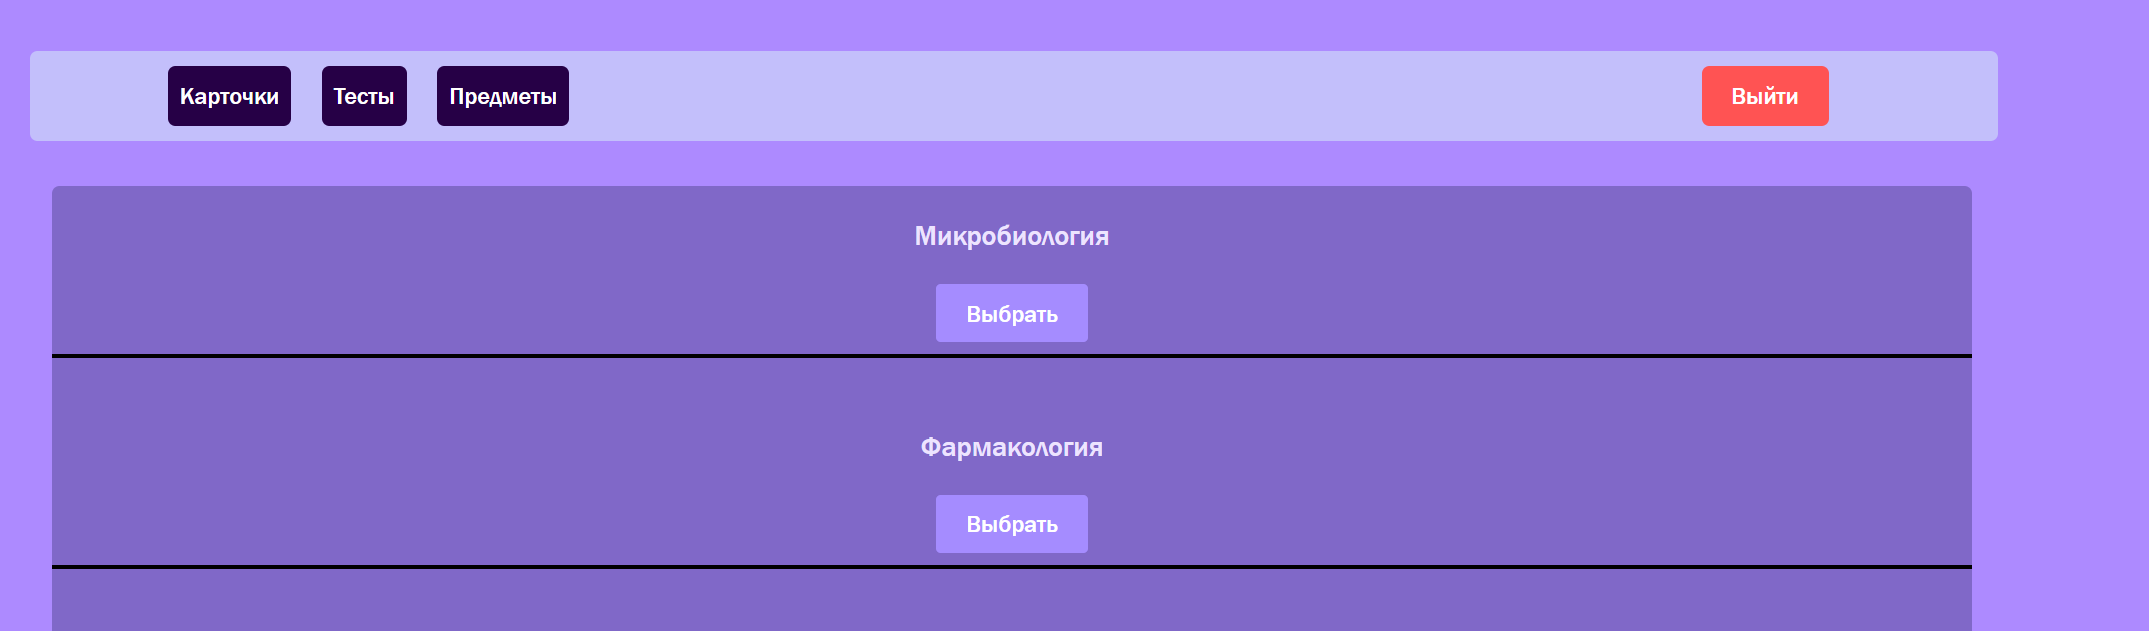 Карточки Тесты Предметы Выйти
Микробиология
Выбрать
Фармакология
Выбрать